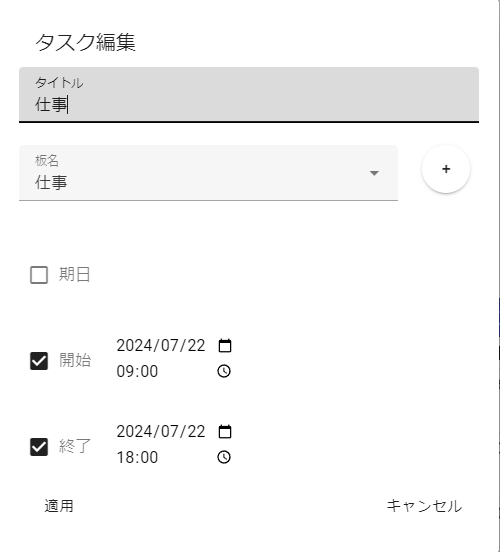 タスク編集
タイトル
仕事
板名
仕事
+
期日
開始
2024/07/22
09:00
終了
2024/07/22
18:00
適用
キャンセル